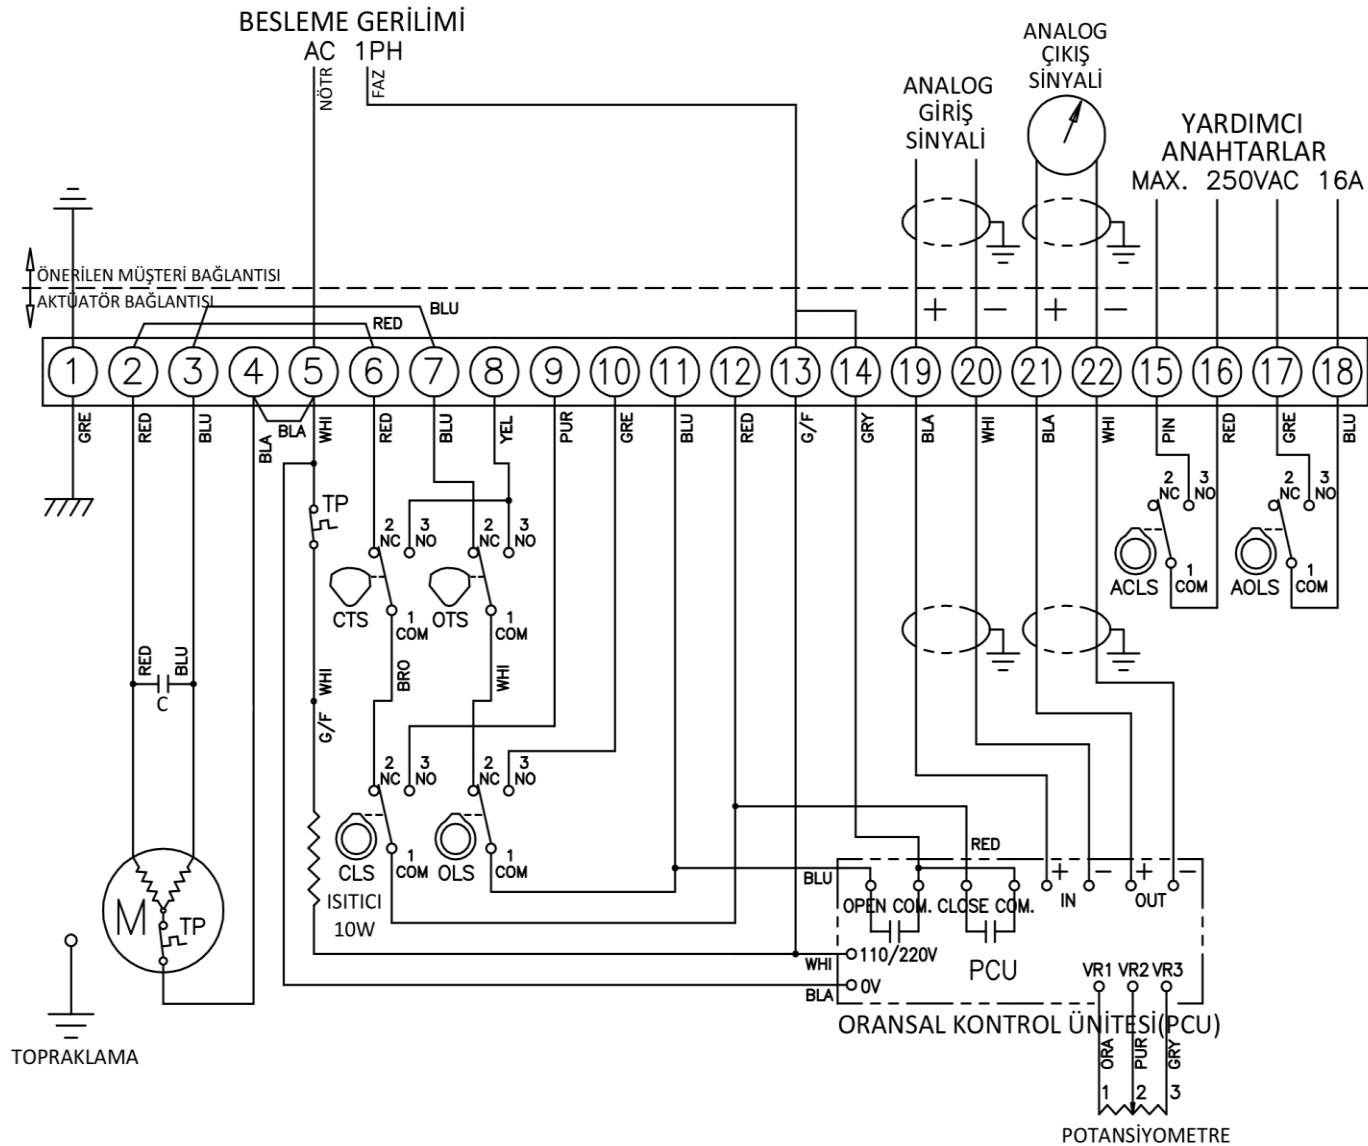 BESLEME GERİLİMİ
AC 1PH
NÖTR
FAZ
ANALOG
GİRİŞ
SİNYALİ
ANALOG
ÇIKIŞ
SİNYALİ
YARDIMCI
ANAHTARLAR
MAX. 250VAC 16A
ÖNERİLEN MÜŞTERİ BAĞLANTISI
AKTÜATÖR BAĞLANTISI
BLU
RED
+ − + −
1 2 3 4 5 6 7 8 9 10 11 12 13 14 19 20 21 22 15 16 17 18
GRE RED BLU BLA BLA WHI RED BLU YEL PUR GRE BLU RED G/F GRY BLA WHI BLA WHI PIN RED GRE BLU
TP
2 3 2 3
NC NO NC NO
CTS OTS
1 1
COM COM
2 3 2 3
NC NO NC NO
ACLS AOLS
1 1
COM COM
RED BLU
C
WHI
G/F
BRO WHI
2 3 2 3
NC NO NC NO
CLS OLS
1 1
COM COM
ISITICI
10W
M TP
TOPRAKLAMA
RED
BLU
+ − + −
OPEN COM. CLOSE COM. IN OUT
WHI 110/220V
BLA 0V
PCU
VR1 VR2 VR3
ORANSAL KONTROL ÜNİTESİ(PCU)
ORA PUR GRY
1 2 3
POTANSİYOMETRE